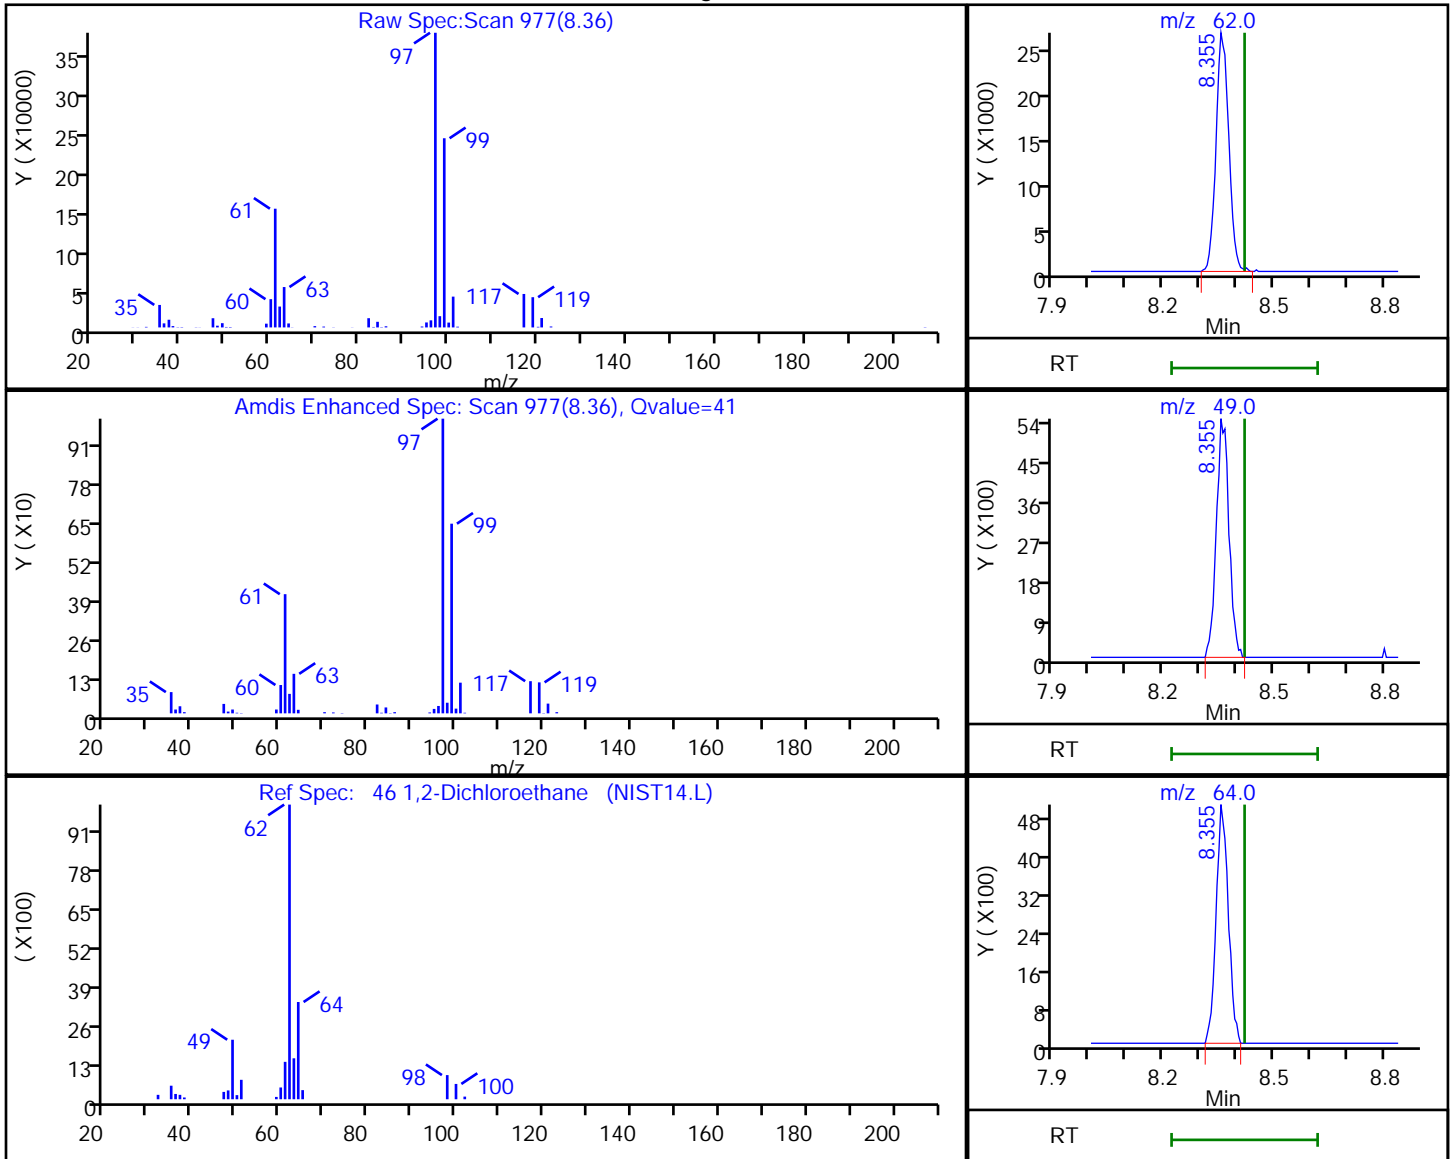 Raw Spec:Scan 977(8.36)
Y ( X10000)
35
30
25
20
15
10
5
0
97
99
61
60
63
35
117
119
20 40 60 80 100 120 140 160 180 200
m/z
m/z 62.0
Y ( X1000)
25
20
15
10
5
0
8.355
7.9 8.2 8.5 8.8
Min
RT
Amdis Enhanced Spec: Scan 977(8.36), Qvalue=41
Y ( X10)
91
78
65
52
39
26
13
0
97
99
61
60
63
35
117
119
20 40 60 80 100 120 140 160 180 200
m/z
m/z 49.0
Y ( X100)
54
45
36
27
18
9
0
8.355
7.9 8.2 8.5 8.8
Min
RT
Ref Spec: 46 1,2-Dichloroethane (NIST14.L)
( X100)
91
78
65
52
39
26
13
0
62
64
49
98
100
20 40 60 80 100 120 140 160 180 200
m/z 64.0
Y ( X100)
48
40
32
24
16
8
0
8.355
7.9 8.2 8.5 8.8
Min
RT